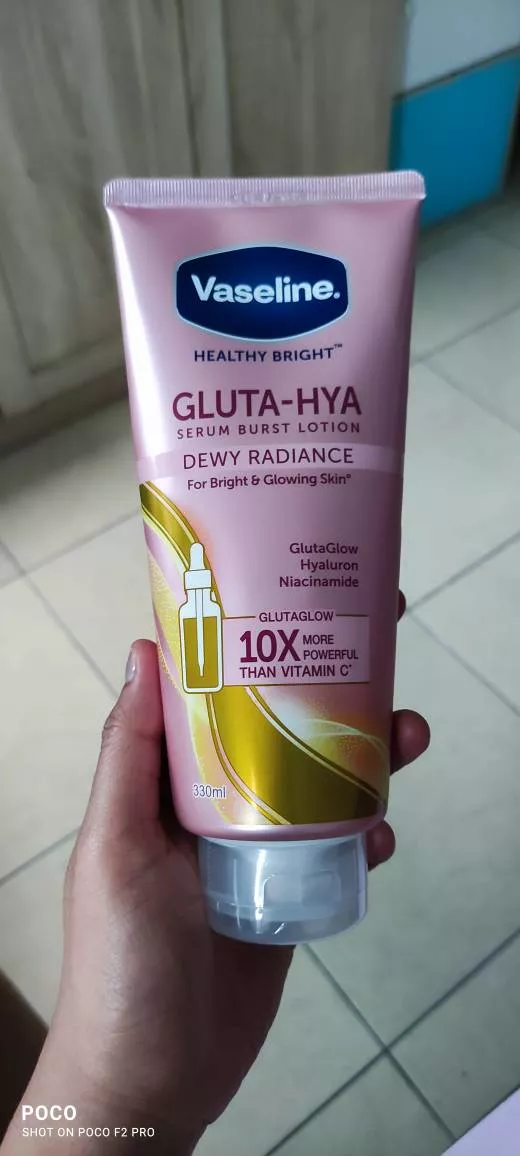 Vaseline.
HEALTHY BRIGHT™
GLUTA-HYA
SERUM BURST LOTION
DEWY RADIANCE
For Bright & Glowing Skin°
GlutaGlow
Hyaluron
Niacinamide
GLUTAGLOW
10X MORE
POWERFUL
THAN VITAMIN C*
330ml
POCO
SHOT ON POCO F2 PRO